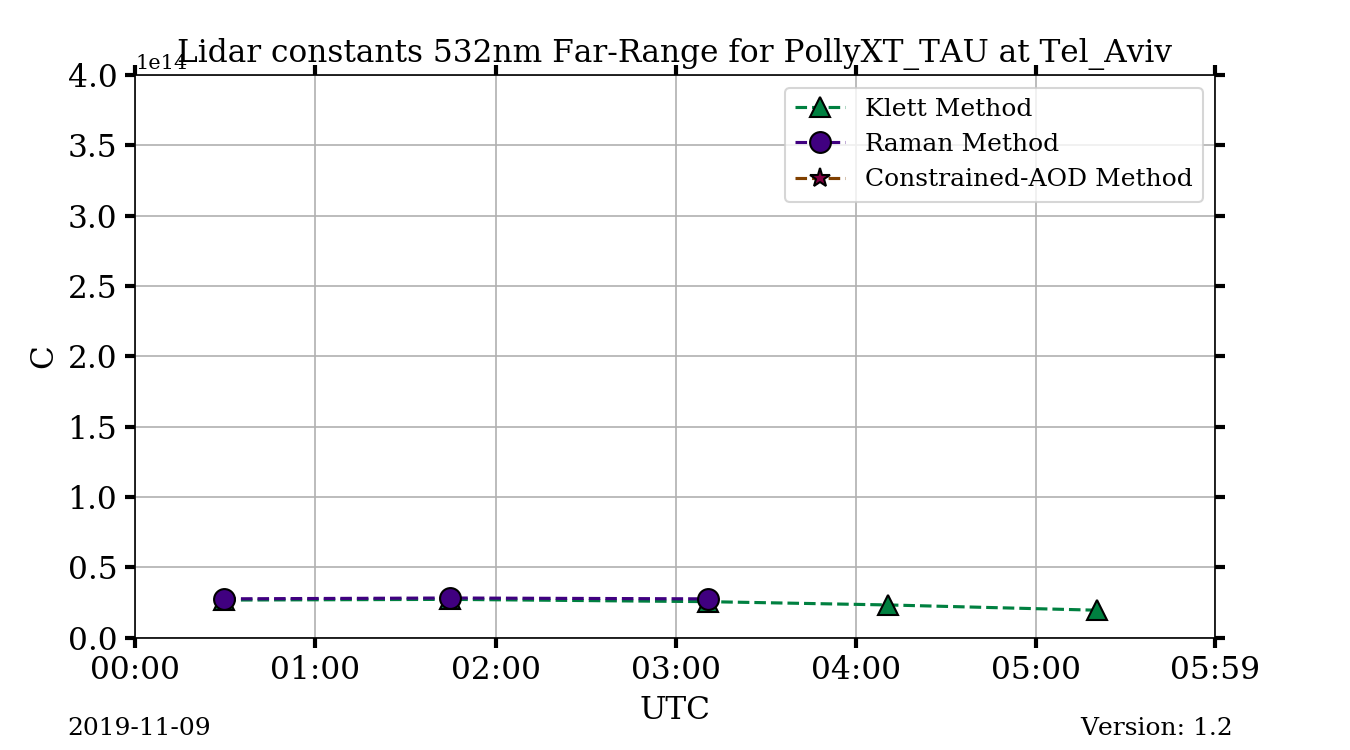 Lidar constants 532nm Far-Range for PollyXT_TAU at Tel_Aviv
1e14
4.0
3.5
3.0
2.5
2.0
1.5
1.0
0.5
0.0
C
Klett Method
Raman Method
Constrained-AOD Method
00:00 01:00 02:00 03:00 04:00 05:00 05:59
UTC
2019-11-09
Version: 1.2